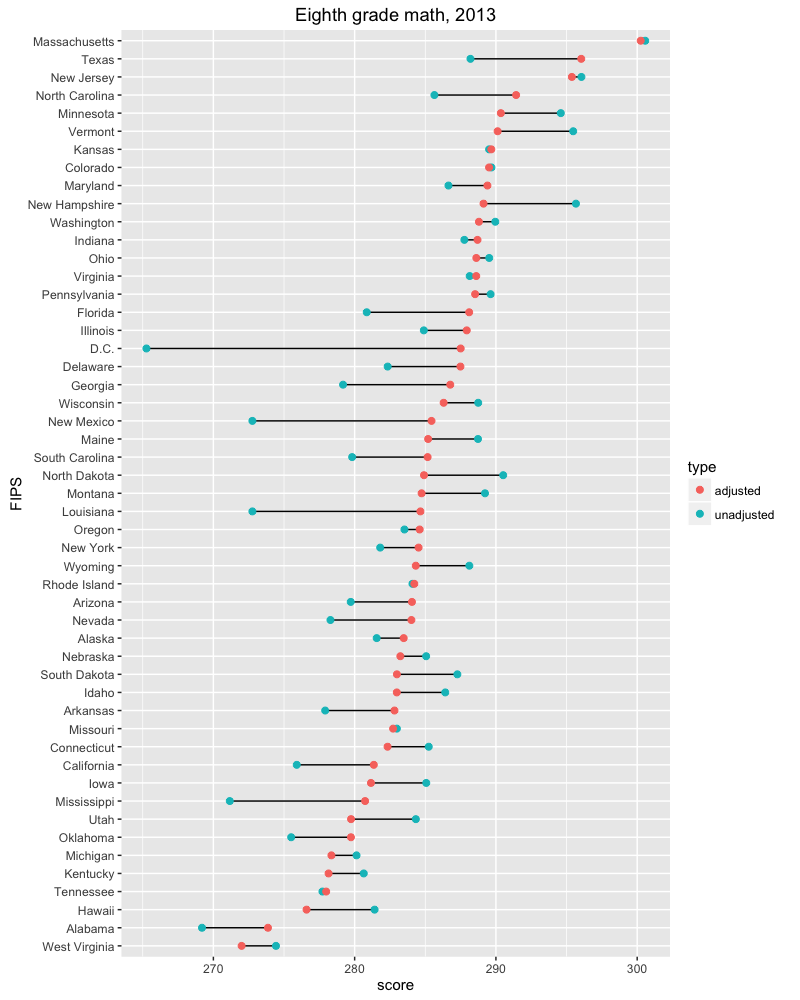 Eighth grade math, 2013
Massachusetts
Texas
New Jersey
North Carolina
Minnesota
Vermont
Kansas
Colorado
Maryland
New Hampshire
Washington
Indiana
Ohio
Virginia
Pennsylvania
Florida
Illinois
D.C.
Delaware
Georgia
Wisconsin
New Mexico
Maine
South Carolina
North Dakota
Montana
Louisiana
Oregon
New York
Wyoming
Rhode Island
Arizona
Nevada
Alaska
Nebraska
South Dakota
Idaho
Arkansas
Missouri
Connecticut
California
Iowa
Mississippi
Utah
Oklahoma
Michigan
Kentucky
Tennessee
Hawaii
Alabama
West Virginia
FIPS
270 280 290 300
score
type
adjusted
unadjusted